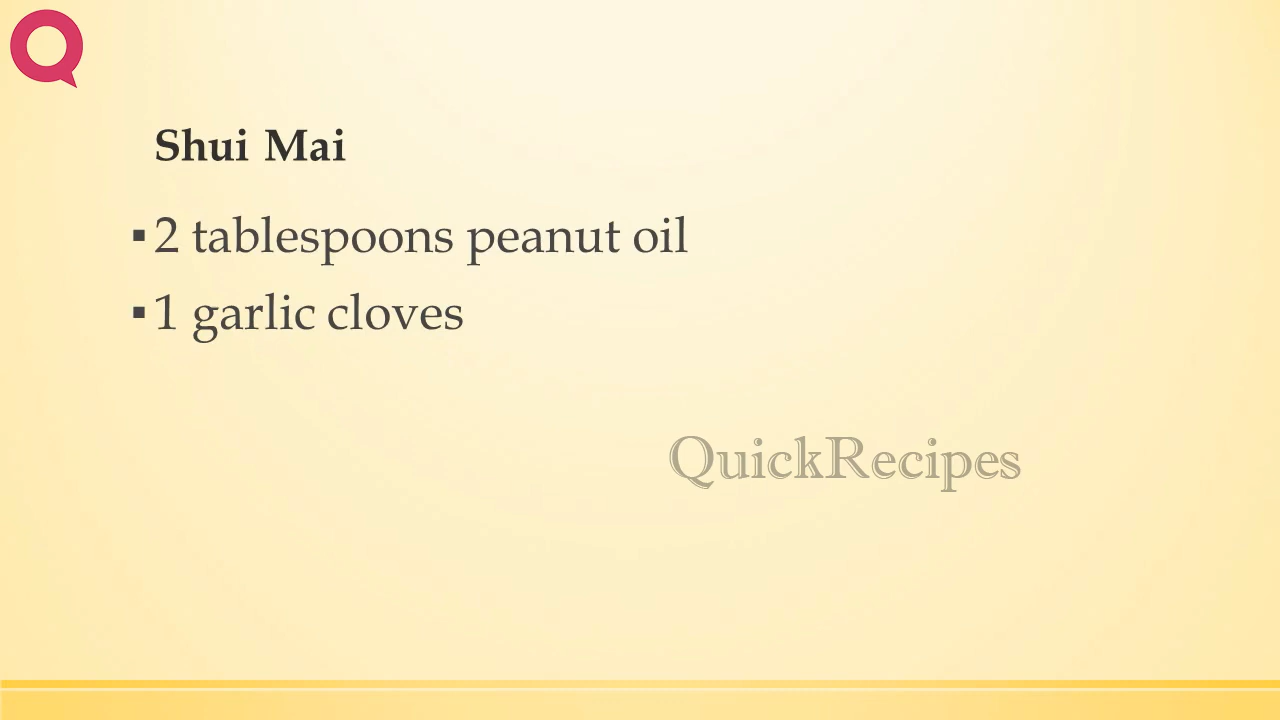 Shui Mai
▪2 tablespoons peanut oil
▪1 garlic cloves
QuickRecipes